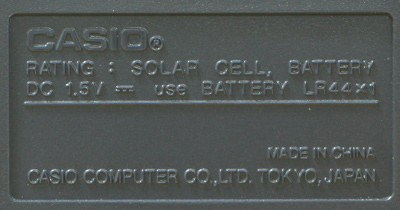 CASIO®
RATING : SOLAR CELL, BATTERY
DC 1.5V ⎓ use BATTERY LR44×1
MADE IN CHINA
CASIO COMPUTER CO.,LTD. TOKYO,JAPAN